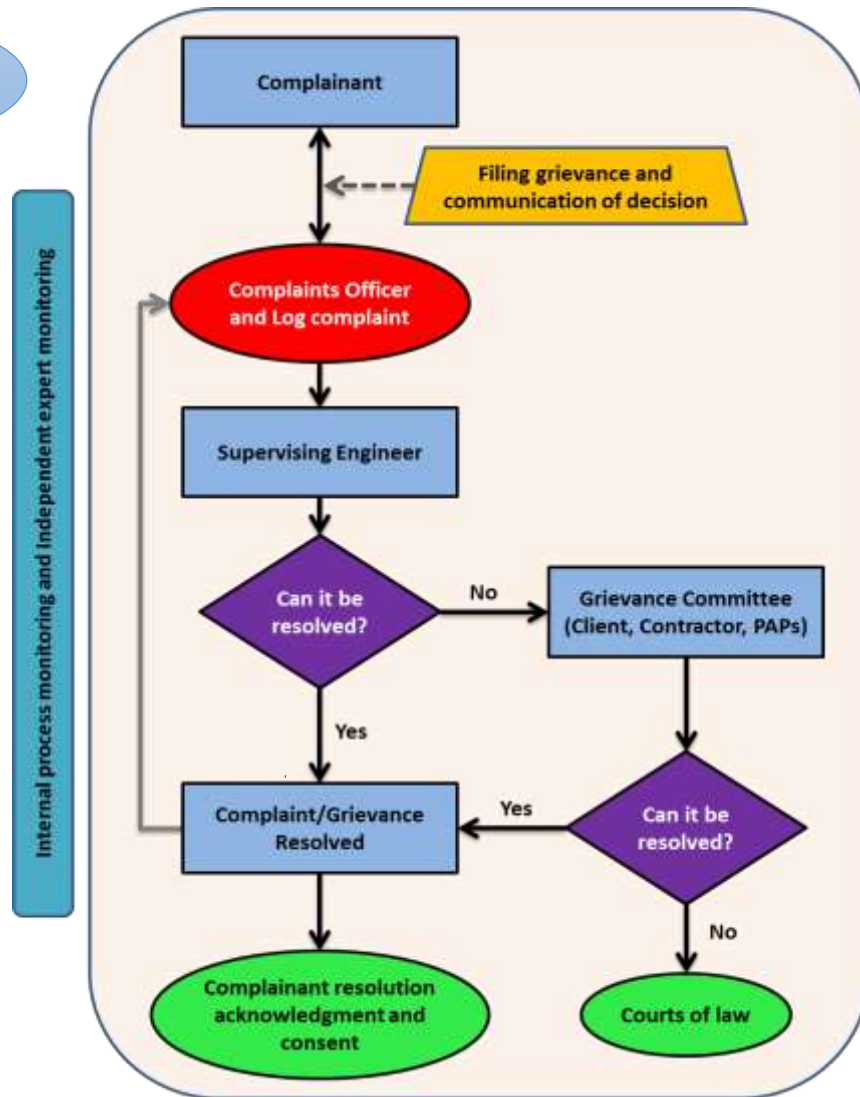 Complainant
Filing grievance and
communication of decision
Complaints Officer
and Log complaint
Internal process monitoring and Independent expert monitoring
Supervising Engineer
Can it be
resolved?
No
Grievance Committee
(Client, Contractor, PAPs)
Yes
Complaint/Grievance
Resolved
Yes
Can it be
resolved?
No
Complainant resolution
acknowledgment and
consent
Courts of law